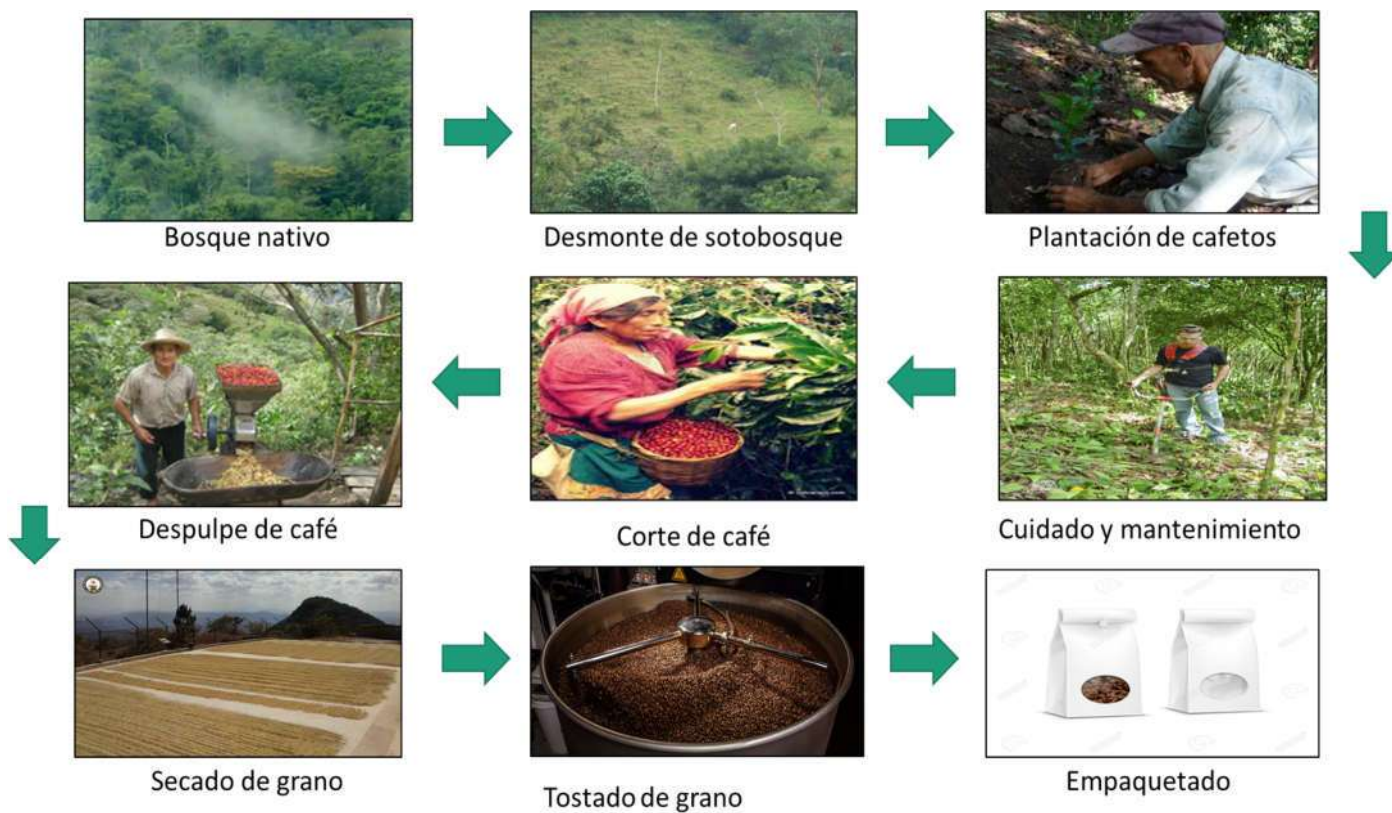 Bosque nativo
Desmonte de sotobosque
Plantación de cafetos
Despulpe de café
Corte de café
Cuidado y mantenimiento
Secado de grano
Tostado de grano
Empaquetado